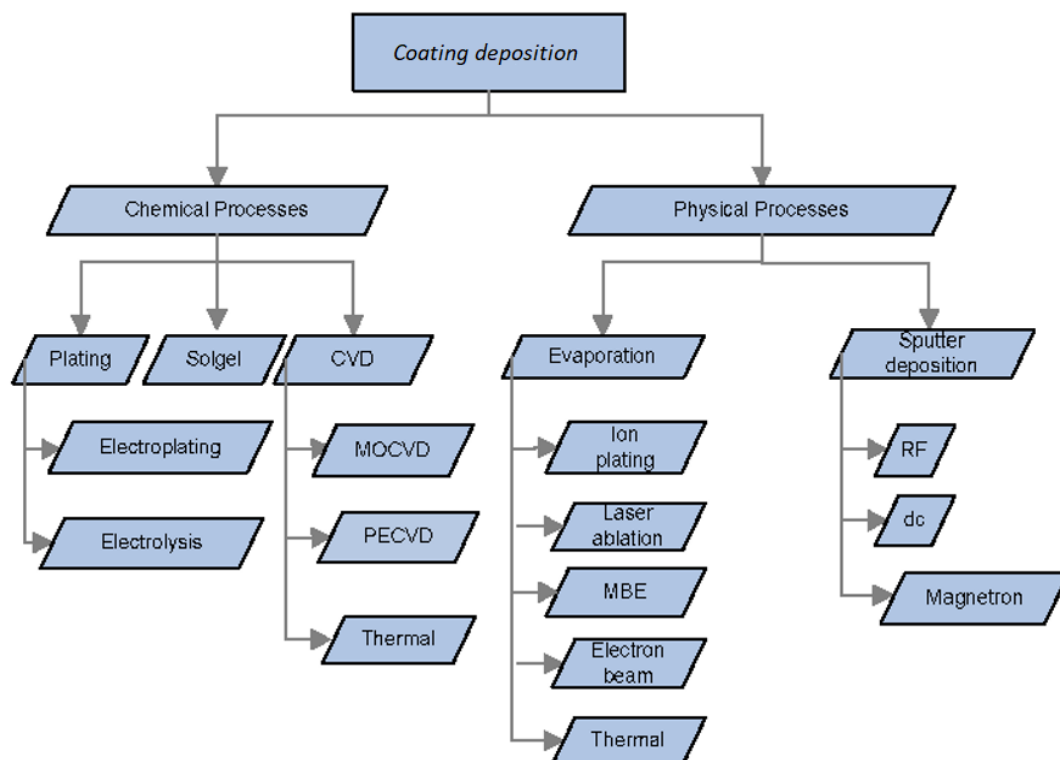 Coating deposition
Chemical Processes
Physical Processes
Plating
Solgel
CVD
Evaporation
Sputter
deposition
Electroplating
MOCVD
Ion
plating
RF
Electrolysis
PECVD
Laser
ablation
dc
MBE
Magnetron
Thermal
Electron
beam
Thermal